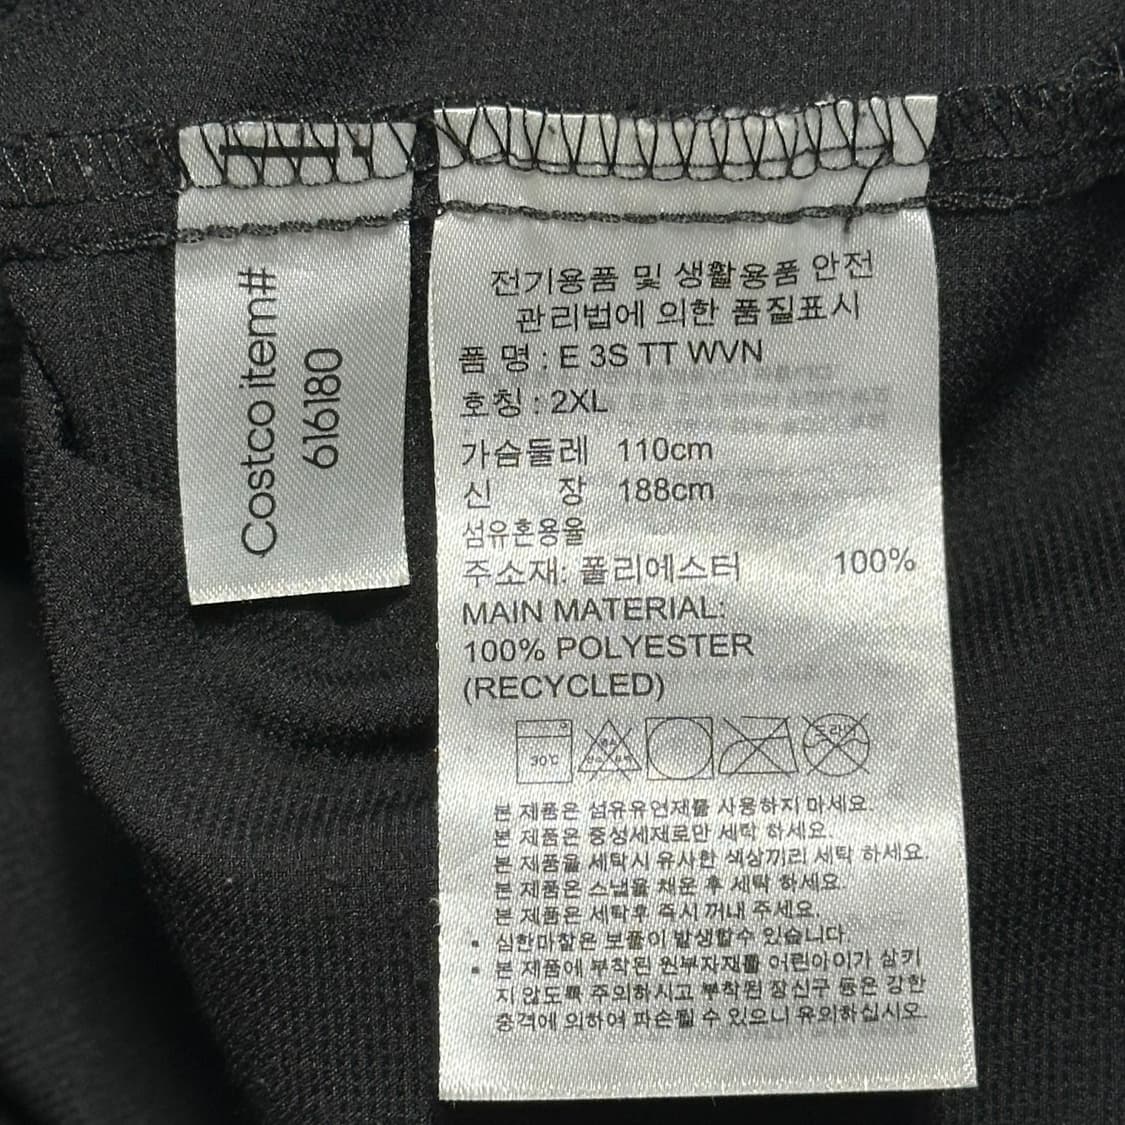 Costco item#
616180
전기용품 및 생활용품 안전
관리법에 의한 품질표시
품 명 : E 3S TT WVN
호칭 : 2XL
가슴둘레 110cm
신 장 188cm
섬유혼용율
주소재: 폴리에스터 100%
MAIN MATERIAL:
100% POLYESTER
(RECYCLED)
30℃
본 제품은 섬유유연재를 사용하지 마세요.
본 제품은 중성세제로만 세탁 하세요.
본 제품을 세탁시 유사한 색상끼리 세탁 하세요.
본 제품은 스냅을 채운 후 세탁 하세요.
본 제품은 세탁후 즉시 꺼내 주세요.
• 심한마찰은 보풀이 발생할수 있습니다
• 본 제품에 부착된 원부자재를 어린아이가 삼키
지 않도록 주의하시고 부착된 장신구 등은 강한
충격에 의하여 파손될 수 있으니 유의하십시오.